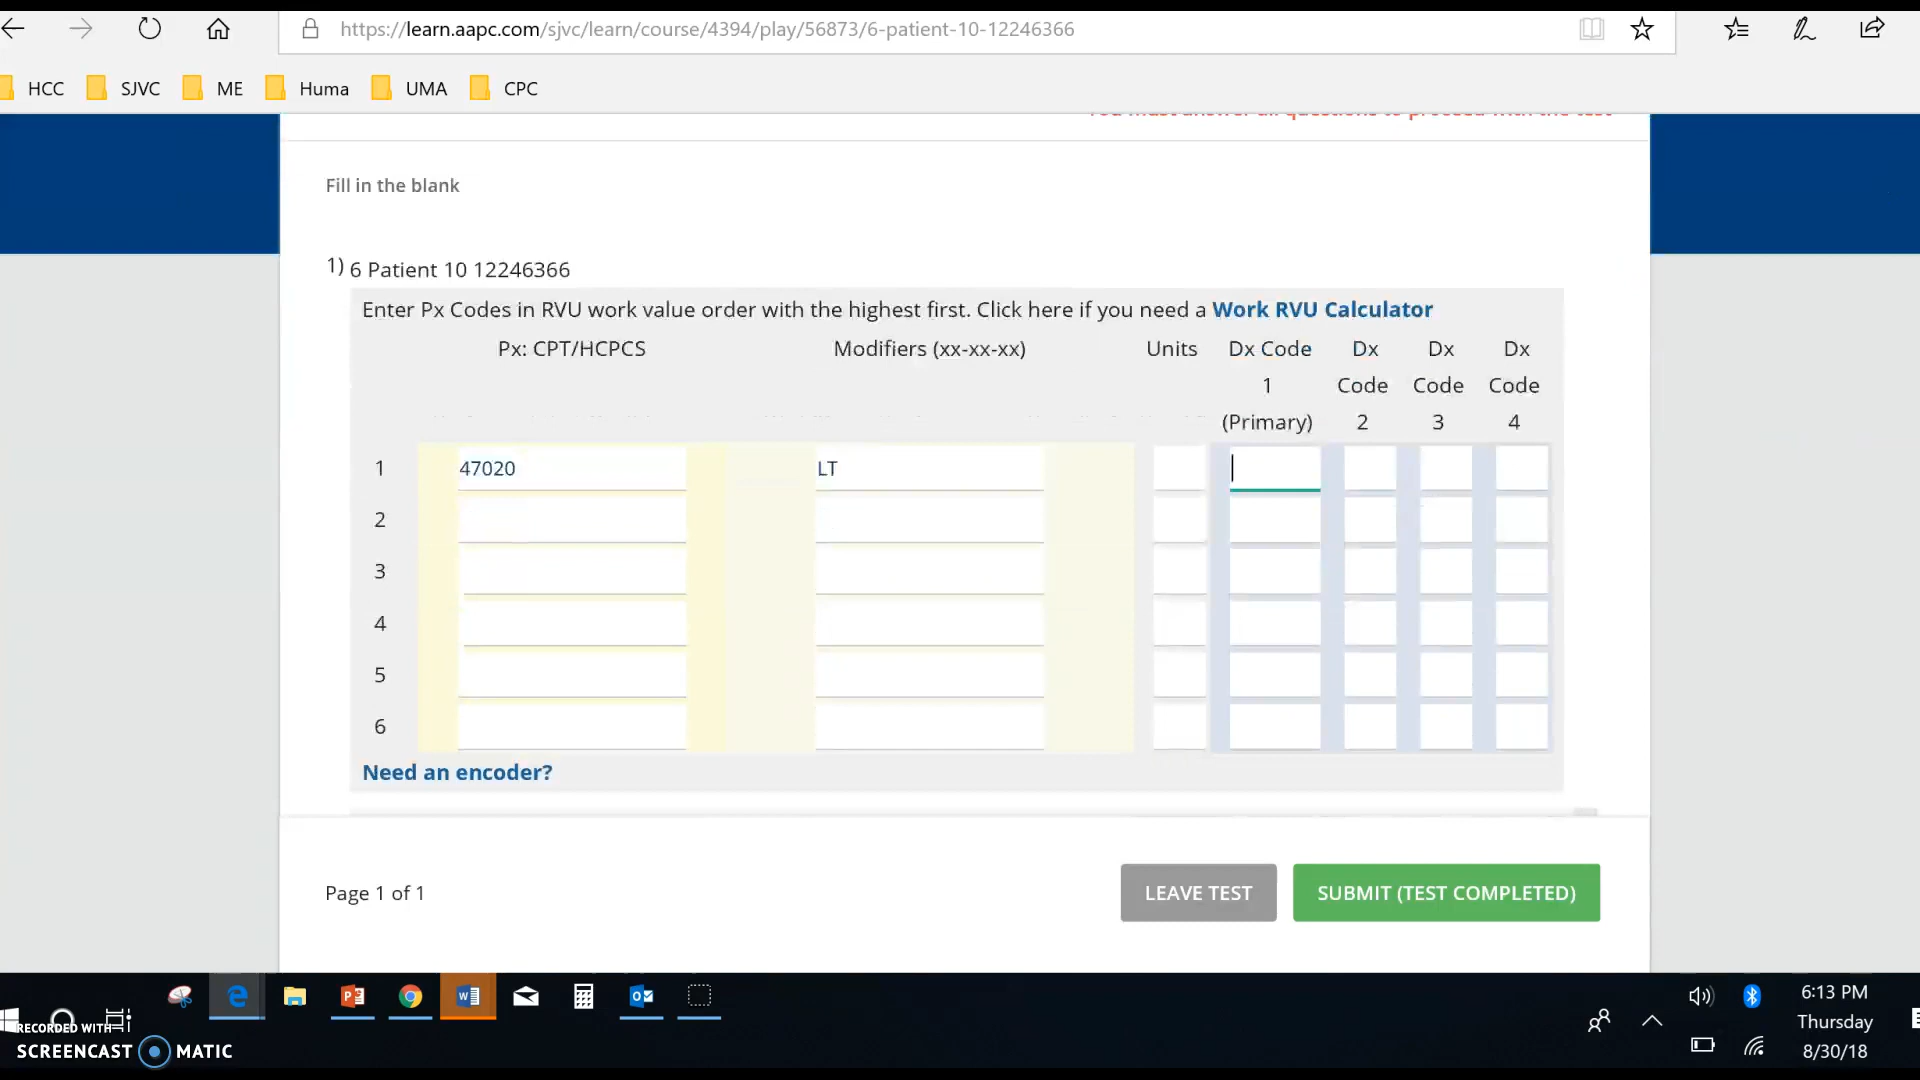 https://learn.aapc.com/sjvc/learn/course/4394/play/56873/6-patient-10-12246366
HCC SJVC ME Huma UMA CPC
Fill in the blank
1) 6 Patient 10 12246366
Enter Px Codes in RVU work value order with the highest first. Click here if you need a Work RVU Calculator
Px: CPT/HCPCS Modifiers (xx-xx-xx) Units Dx Code Dx Dx Dx
1 Code Code Code
(Primary) 2 3 4
1 47020 LT
2
3
4
5
6
Need an encoder?
Page 1 of 1 LEAVE TEST SUBMIT (TEST COMPLETED)
6:13 PM
Thursday
8/30/18
RECORDED WITH
SCREENCAST MATIC